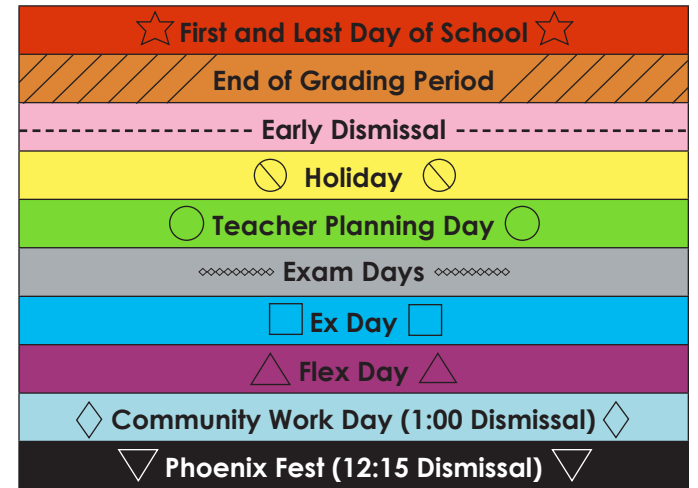 First and Last Day of School
End of Grading Period
Early Dismissal
Holiday
Teacher Planning Day
Exam Days
Ex Day
Flex Day
Community Work Day (1:00 Dismissal)
Phoenix Fest (12:15 Dismissal)